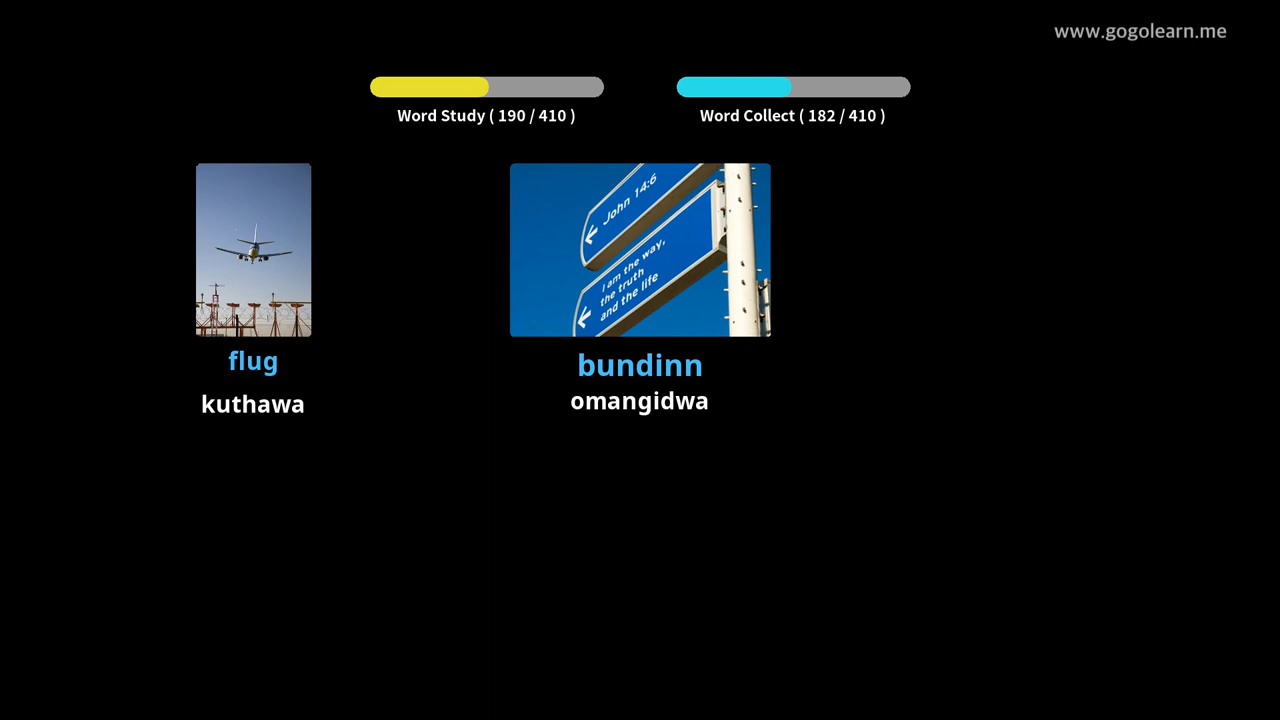 www.gogolearn.me
Word Study ( 190 / 410 )
Word Collect ( 182 / 410 )
John 14:6
I am the way,
the truth
and the life
flug
kuthawa
bundinn
omangidwa